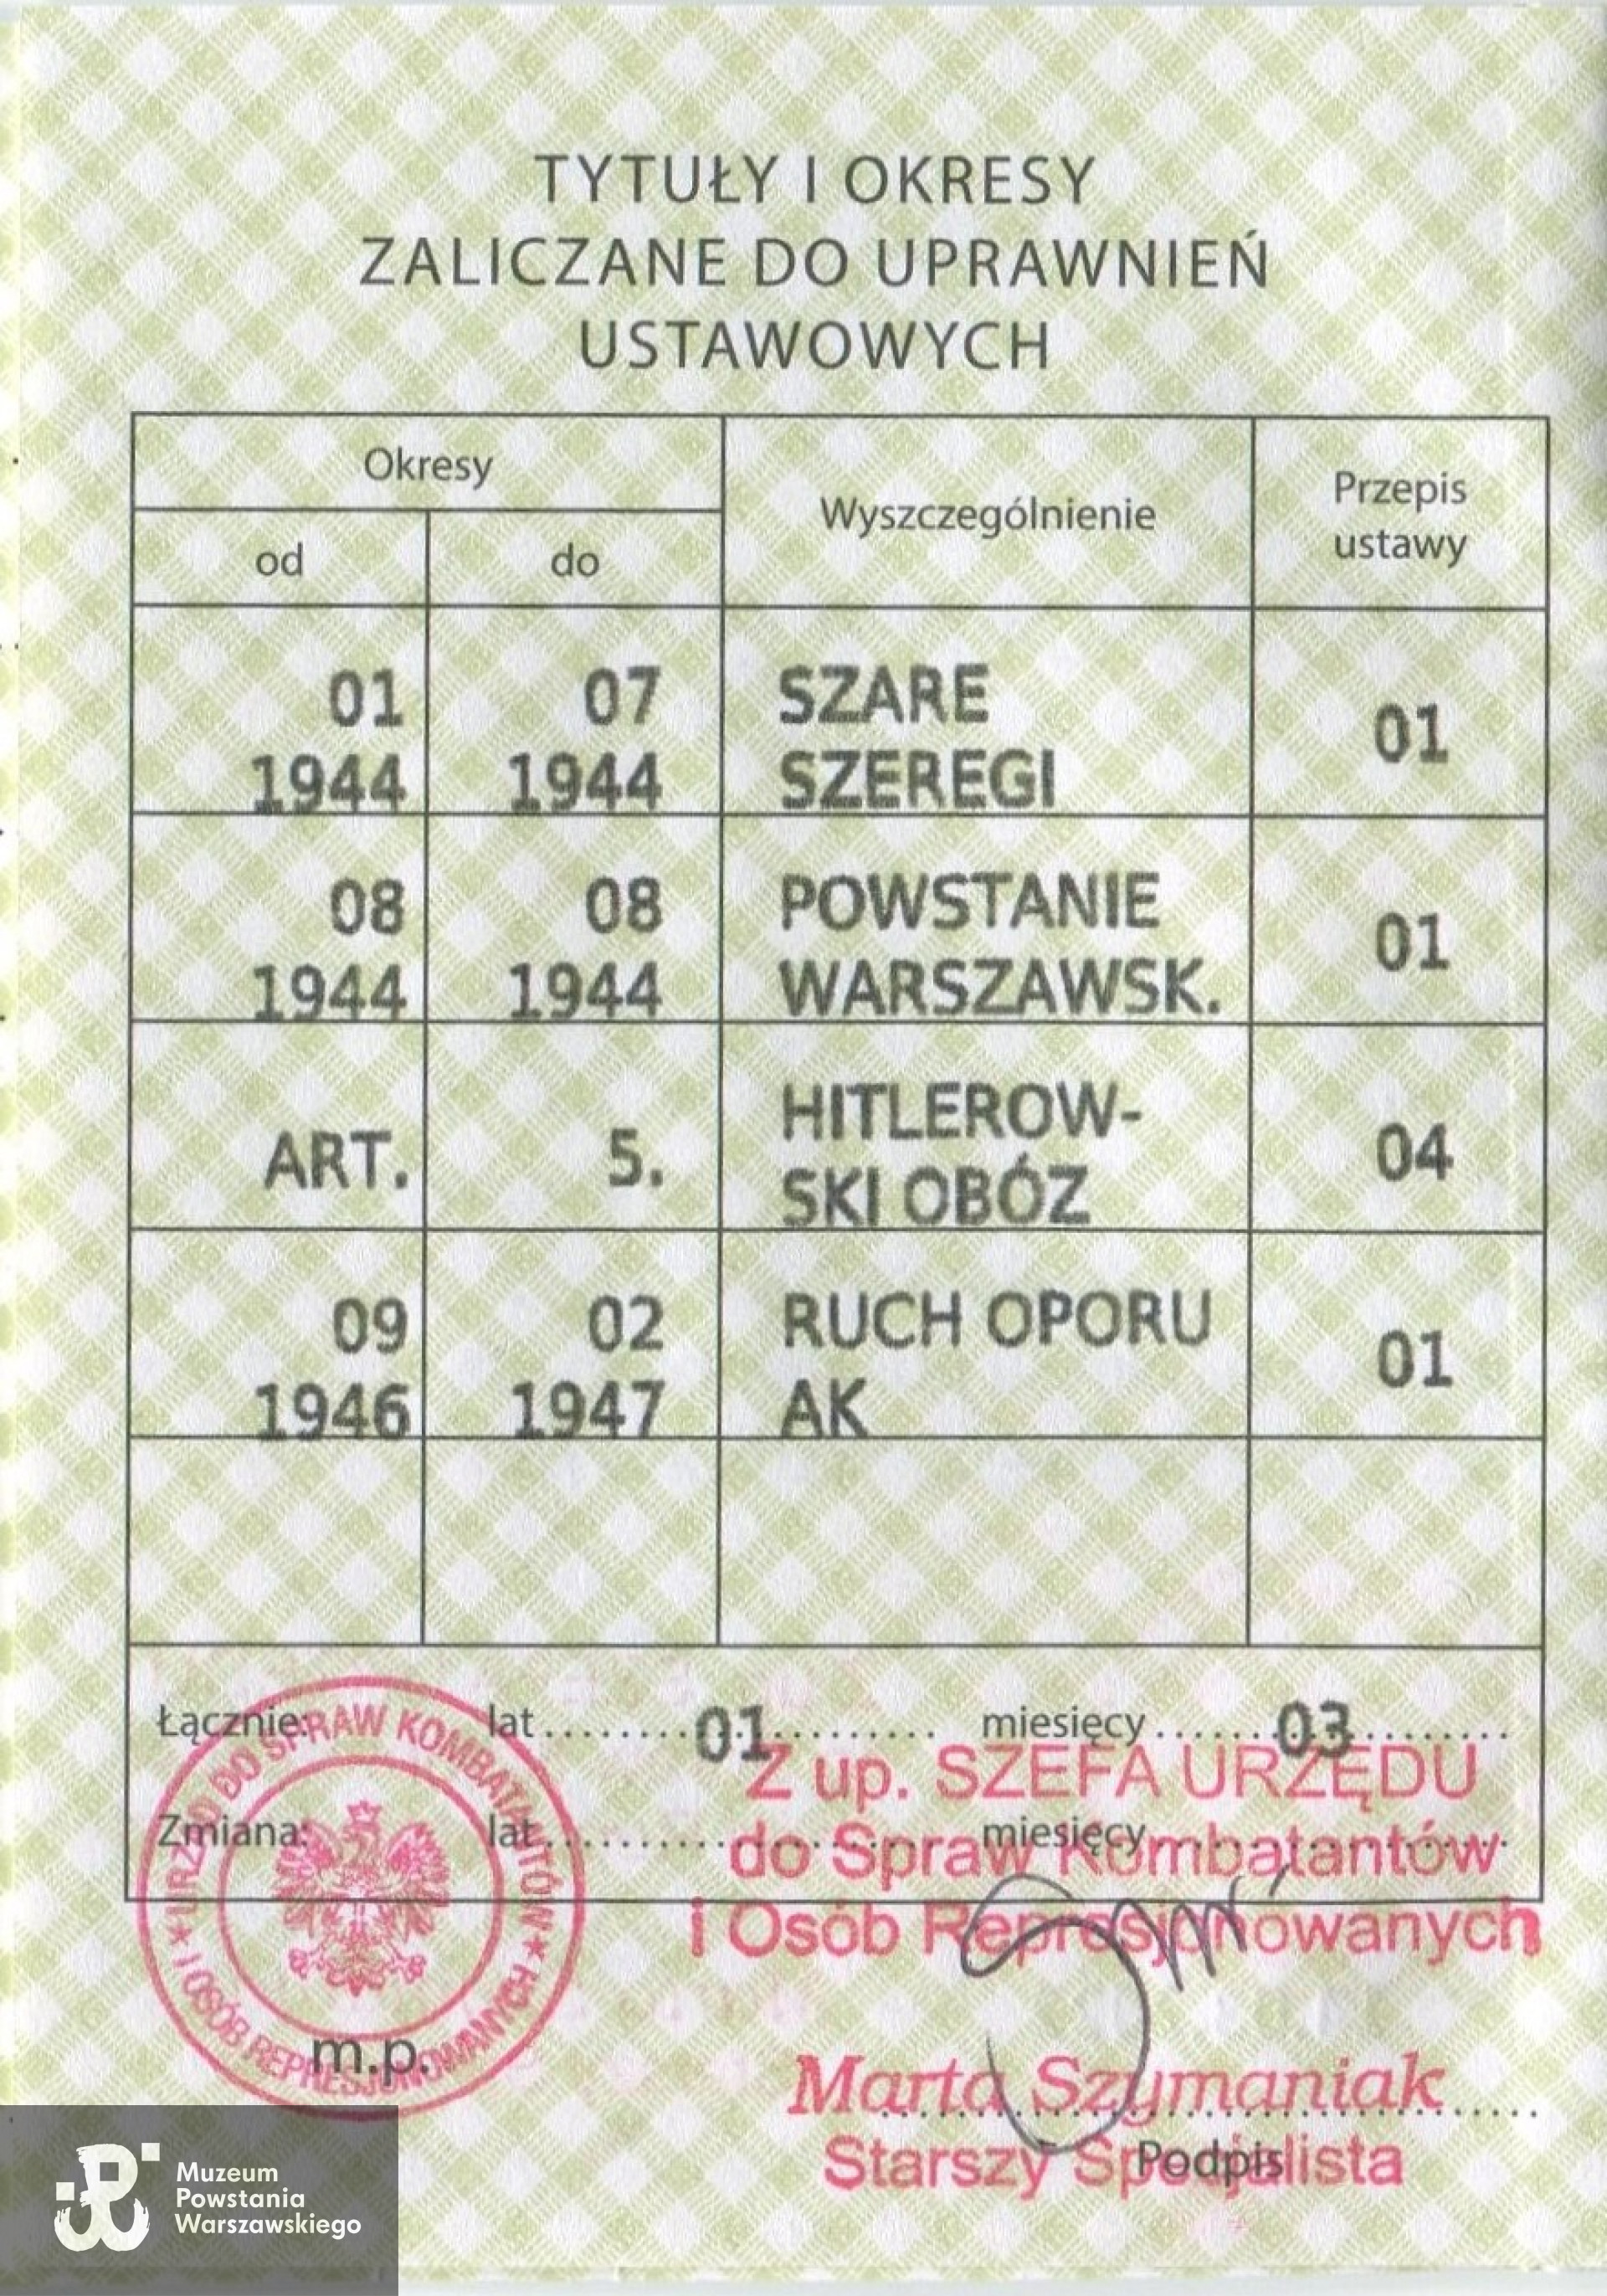 TYTUŁY I OKRESY
ZALICZANE DO UPRAWNIEŃ
USTAWOWYCH
Okresy
od
do
Wyszczególnienie
Przepis
ustawy
01
1944
07
1944
SZARE
SZEREGI
01
08
1944
08
1944
POWSTANIE
WARSZAWSK.
01
ART.
5.
HITLEROW-
SKI OBÓZ
04
09
1946
02
1947
RUCH OPORU
AK
01
Łącznie: lat........01.......... miesięcy......03.........
Zmiana: lat.................... miesięcy....................
Z up. SZEFA URZĘDU
do Spraw Kombatantów
i Osób Represjonowanych
★ URZĄD DO SPRAW KOMBATANTÓW ★
I OSÓB REPRESJONOWANYCH
m.p.
Marta Szymaniak
Starszy Specjalista
Podpis
Muzeum
Powstania
Warszawskiego